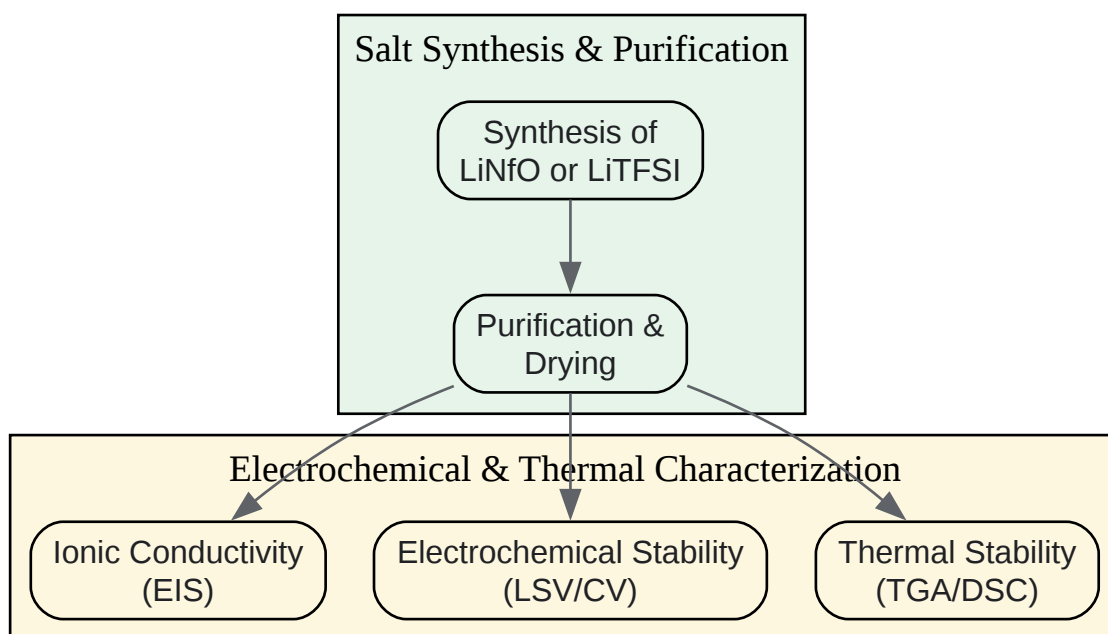 Salt Synthesis & Purification
Synthesis of
LiNfO or LiTFSI
Purification &
Drying
Electrochemical & Thermal Characterization
Ionic Conductivity
(EIS)
Electrochemical Stability
(LSV/CV)
Thermal Stability
(TGA/DSC)